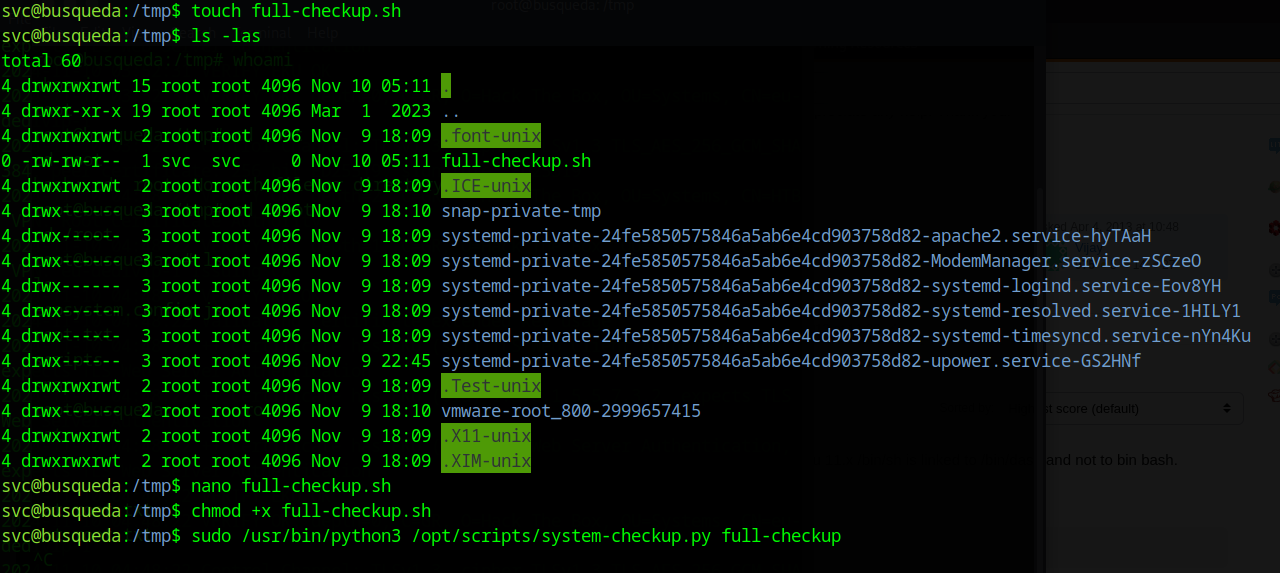 svc@busqueda:/tmp$ touch full-checkup.sh
svc@busqueda:/tmp$ ls -las
total 60
4 drwxrwxrwt 15 root root 4096 Nov 10 05:11 .
4 drwxr-xr-x 19 root root 4096 Mar  1  2023 ..
4 drwxrwxrwt  2 root root 4096 Nov  9 18:09 .font-unix
0 -rw-rw-r--  1 svc  svc     0 Nov 10 05:11 full-checkup.sh
4 drwxrwxrwt  2 root root 4096 Nov  9 18:09 .ICE-unix
4 drwx------  3 root root 4096 Nov  9 18:10 snap-private-tmp
4 drwx------  3 root root 4096 Nov  9 18:09 systemd-private-24fe5850575846a5ab6e4cd903758d82-apache2.service-hyTAaH
4 drwx------  3 root root 4096 Nov  9 18:09 systemd-private-24fe5850575846a5ab6e4cd903758d82-ModemManager.service-zSCzeO
4 drwx------  3 root root 4096 Nov  9 18:09 systemd-private-24fe5850575846a5ab6e4cd903758d82-systemd-logind.service-Eov8YH
4 drwx------  3 root root 4096 Nov  9 18:09 systemd-private-24fe5850575846a5ab6e4cd903758d82-systemd-resolved.service-1HILY1
4 drwx------  3 root root 4096 Nov  9 18:09 systemd-private-24fe5850575846a5ab6e4cd903758d82-systemd-timesyncd.service-nYn4Ku
4 drwx------  3 root root 4096 Nov  9 22:45 systemd-private-24fe5850575846a5ab6e4cd903758d82-upower.service-GS2HNf
4 drwxrwxrwt  2 root root 4096 Nov  9 18:09 .Test-unix
4 drwx------  2 root root 4096 Nov  9 18:10 vmware-root_800-2999657415
4 drwxrwxrwt  2 root root 4096 Nov  9 18:09 .X11-unix
4 drwxrwxrwt  2 root root 4096 Nov  9 18:09 .XIM-unix
svc@busqueda:/tmp$ nano full-checkup.sh
svc@busqueda:/tmp$ chmod +x full-checkup.sh
svc@busqueda:/tmp$ sudo /usr/bin/python3 /opt/scripts/system-checkup.py full-checkup
root@busqueda:/tmp
Help
:/tmp# whoami
score (default)
and not to bin bash.
^C